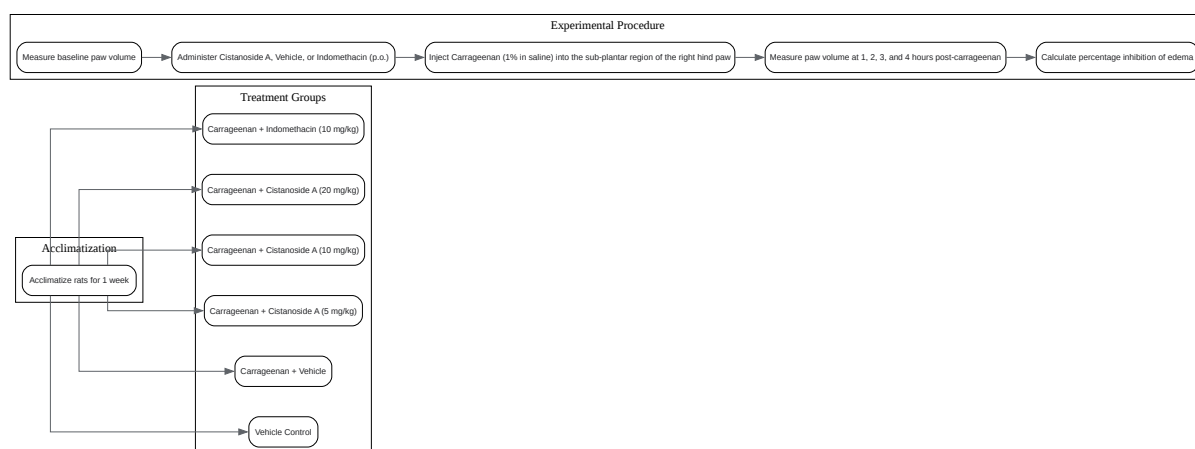 Experimental Procedure
Measure baseline paw volume
Administer Cistanoside A, Vehicle, or Indomethacin (p.o.)
Inject Carrageenan (1% in saline) into the sub-plantar region of the right hind paw
Measure paw volume at 1, 2, 3, and 4 hours post-carrageenan
Calculate percentage inhibition of edema
Treatment Groups
Carrageenan + Indomethacin (10 mg/kg)
Carrageenan + Cistanoside A (20 mg/kg)
Acclimatization
Carrageenan + Cistanoside A (10 mg/kg)
Acclimatize rats for 1 week
Carrageenan + Cistanoside A (5 mg/kg)
Carrageenan + Vehicle
Vehicle Control